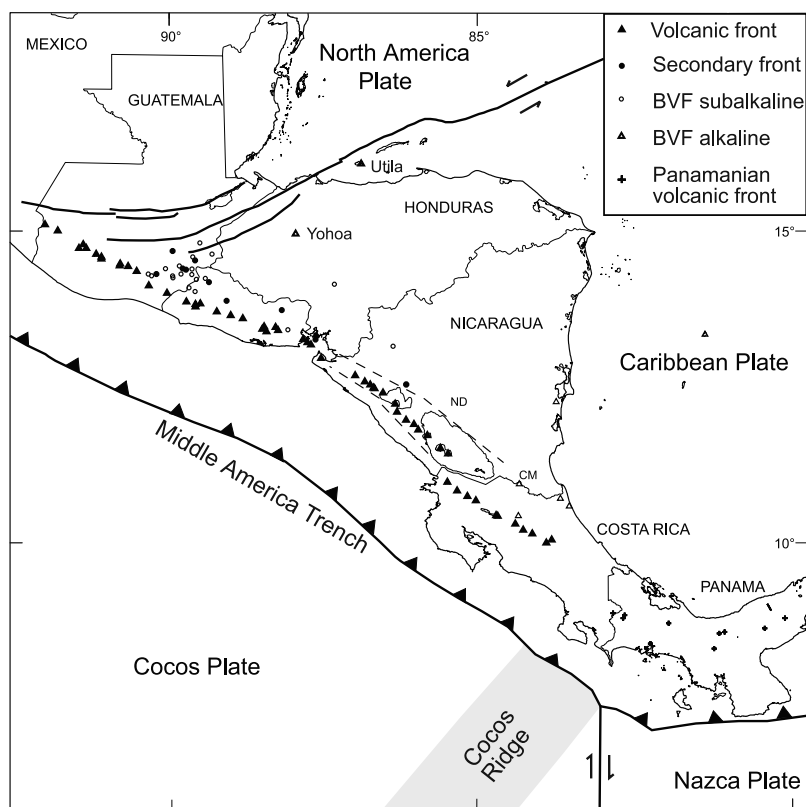 90°
85°
MEXICO
North America
Plate
GUATEMALA
Volcanic front
Secondary front
BVF subalkaline
BVF alkaline
Panamanian
volcanic front
Utila
HONDURAS
Yohoa
15°
NICARAGUA
Caribbean Plate
ND
Middle America Trench
CM
COSTA RICA
10°
PANAMA
Cocos Plate
Cocos
Ridge
Nazca Plate